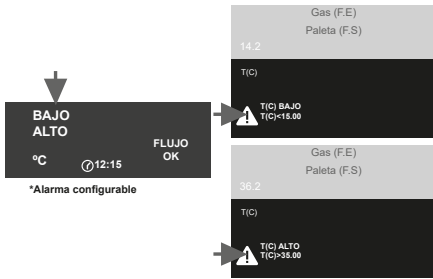 BAJO
ALTO
ºC
12:15
FLUJO
OK
*Alarma configurable
Gas (F.E)
Paleta (F.S)
14.2
T(C)
T(C) BAJO
T(C)<15.00
Gas (F.E)
Paleta (F.S)
36.2
T(C)
T(C) ALTO
T(C)>35.00